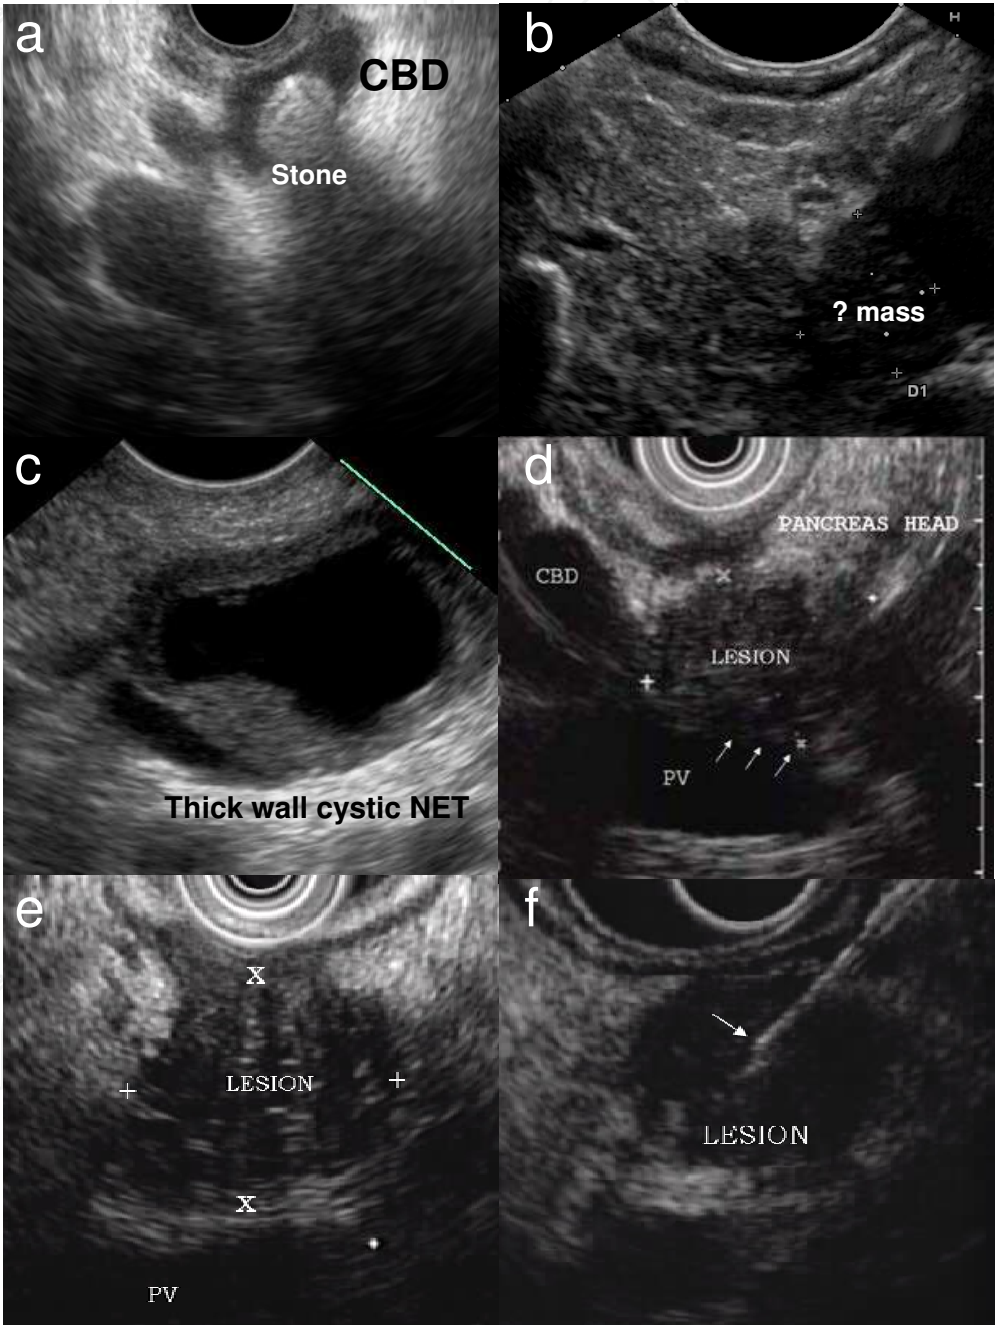 a
CBD
Stone
b
H
? mass
D1
c
Thick wall cystic NET
d
PANCREAS HEAD
CBD
LESION
PV
e
X
LESION
X
PV
f
LESION